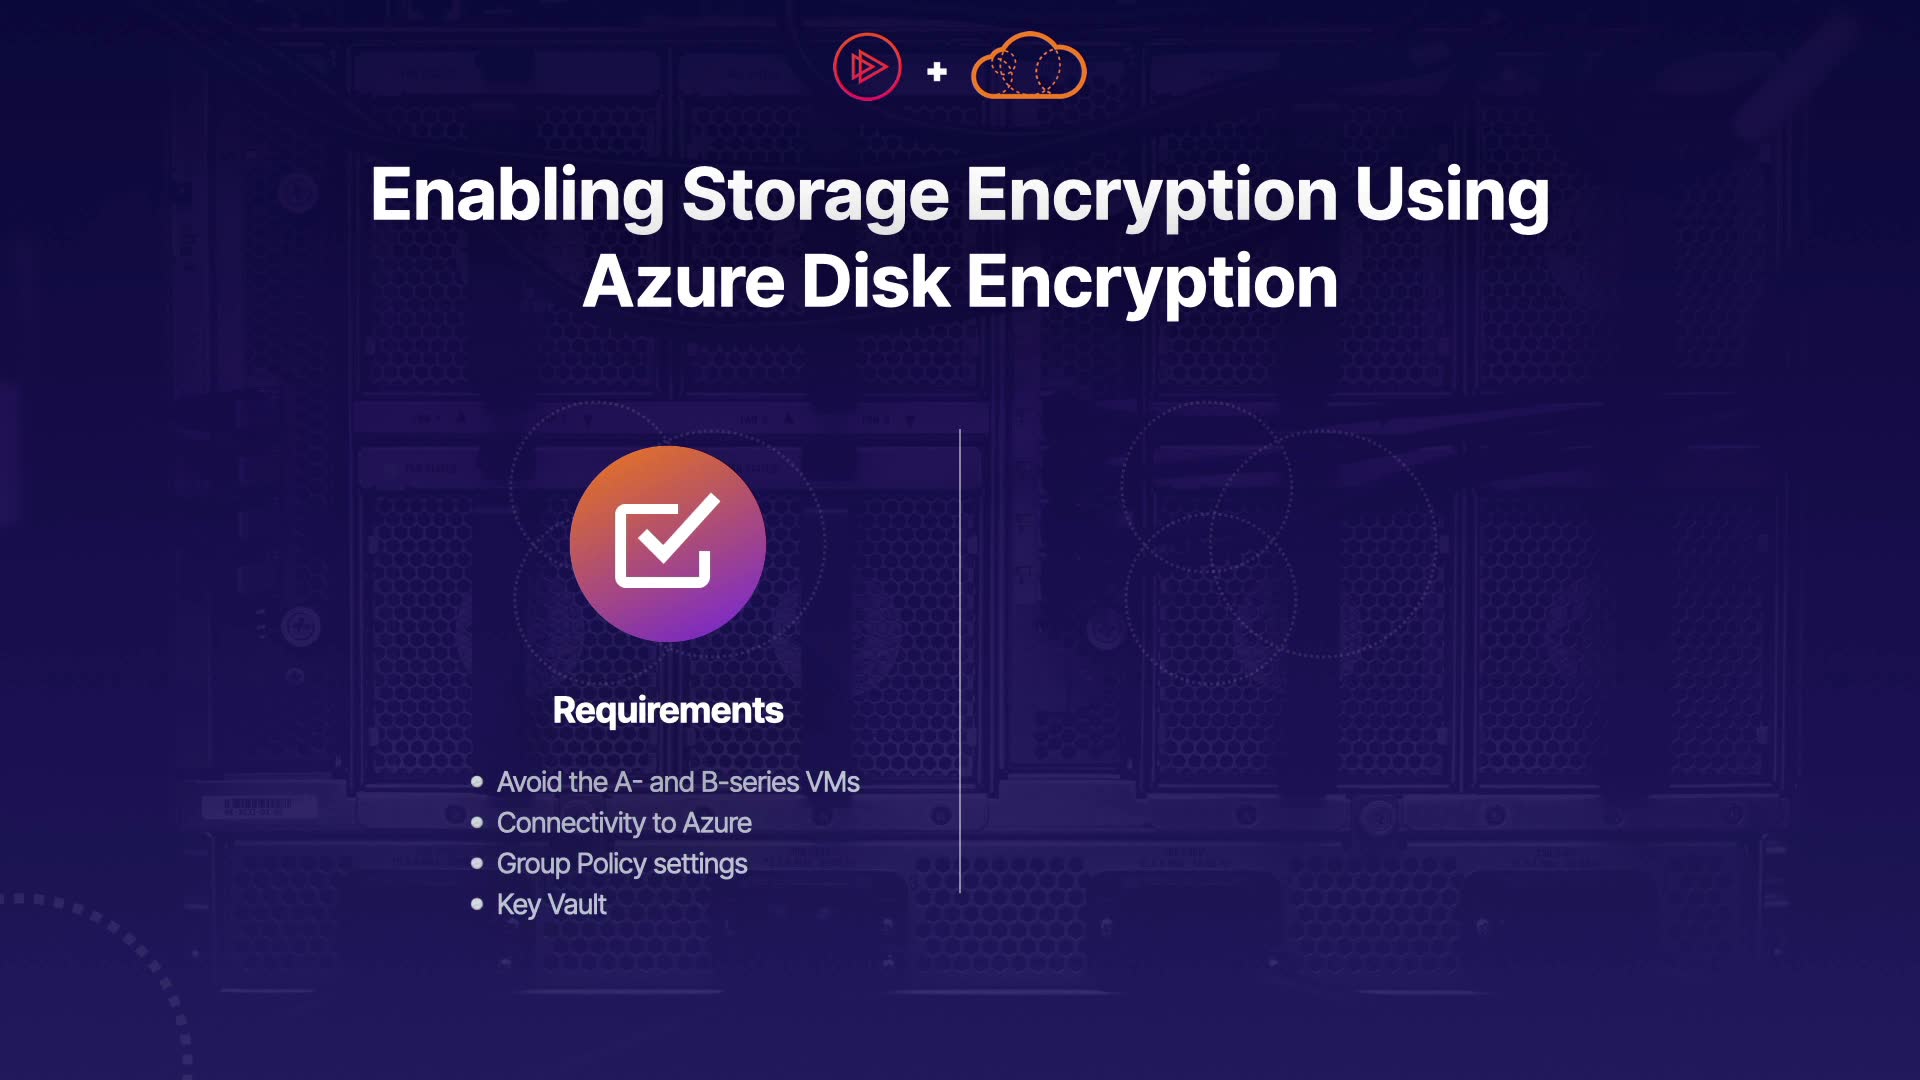 Enabling Storage Encryption Using
Azure Disk Encryption
Requirements
Avoid the A- and B-series VMs
Connectivity to Azure
Group Policy settings
Key Vault